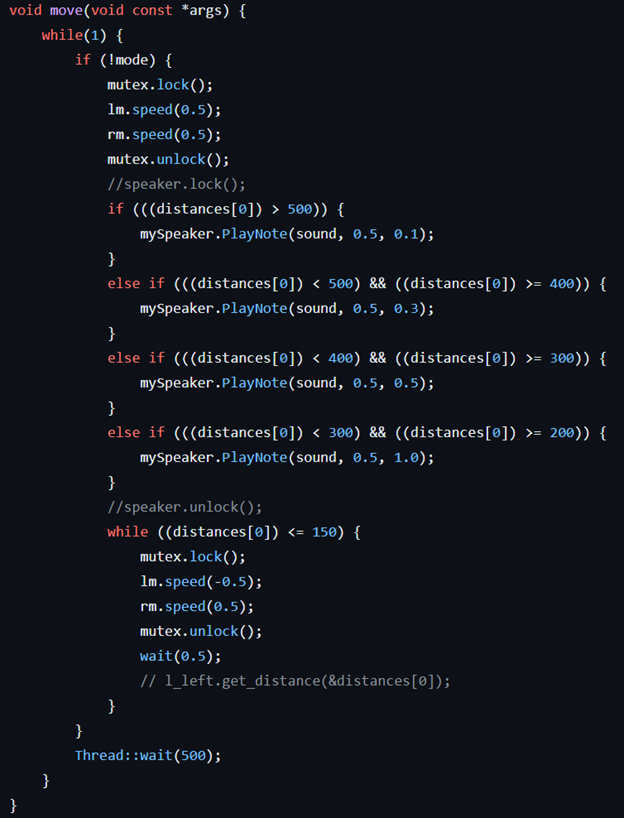 void move(void const *args) {
    while(1) {
        if (!mode) {
            mutex.lock();
            lm.speed(0.5);
            rm.speed(0.5);
            mutex.unlock();
            //speaker.lock();
            if (((distances[0]) > 500)) {
                mySpeaker.PlayNote(sound, 0.5, 0.1);
            }
            else if (((distances[0]) < 500) && ((distances[0]) >= 400)) {
                mySpeaker.PlayNote(sound, 0.5, 0.3);
            }
            else if (((distances[0]) < 400) && ((distances[0]) >= 300)) {
                mySpeaker.PlayNote(sound, 0.5, 0.5);
            }
            else if (((distances[0]) < 300) && ((distances[0]) >= 200)) {
                mySpeaker.PlayNote(sound, 0.5, 1.0);
            }
            //speaker.unlock();
            while ((distances[0]) <= 150) {
                mutex.lock();
                lm.speed(-0.5);
                rm.speed(0.5);
                mutex.unlock();
                wait(0.5);
                // l_left.get_distance(&distances[0]);
            }
        }
        Thread::wait(500);
    }
}